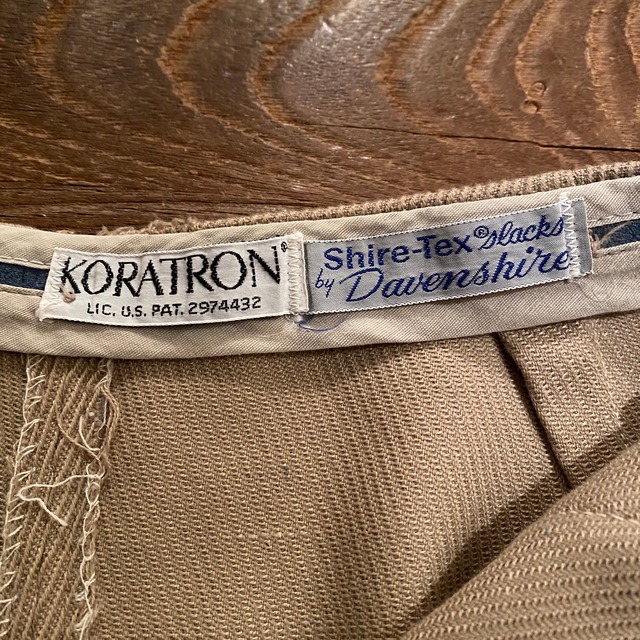 KORATRON®
LIC. U.S. PAT. 2974432
Shire-Tex® slacks
by Davenshire